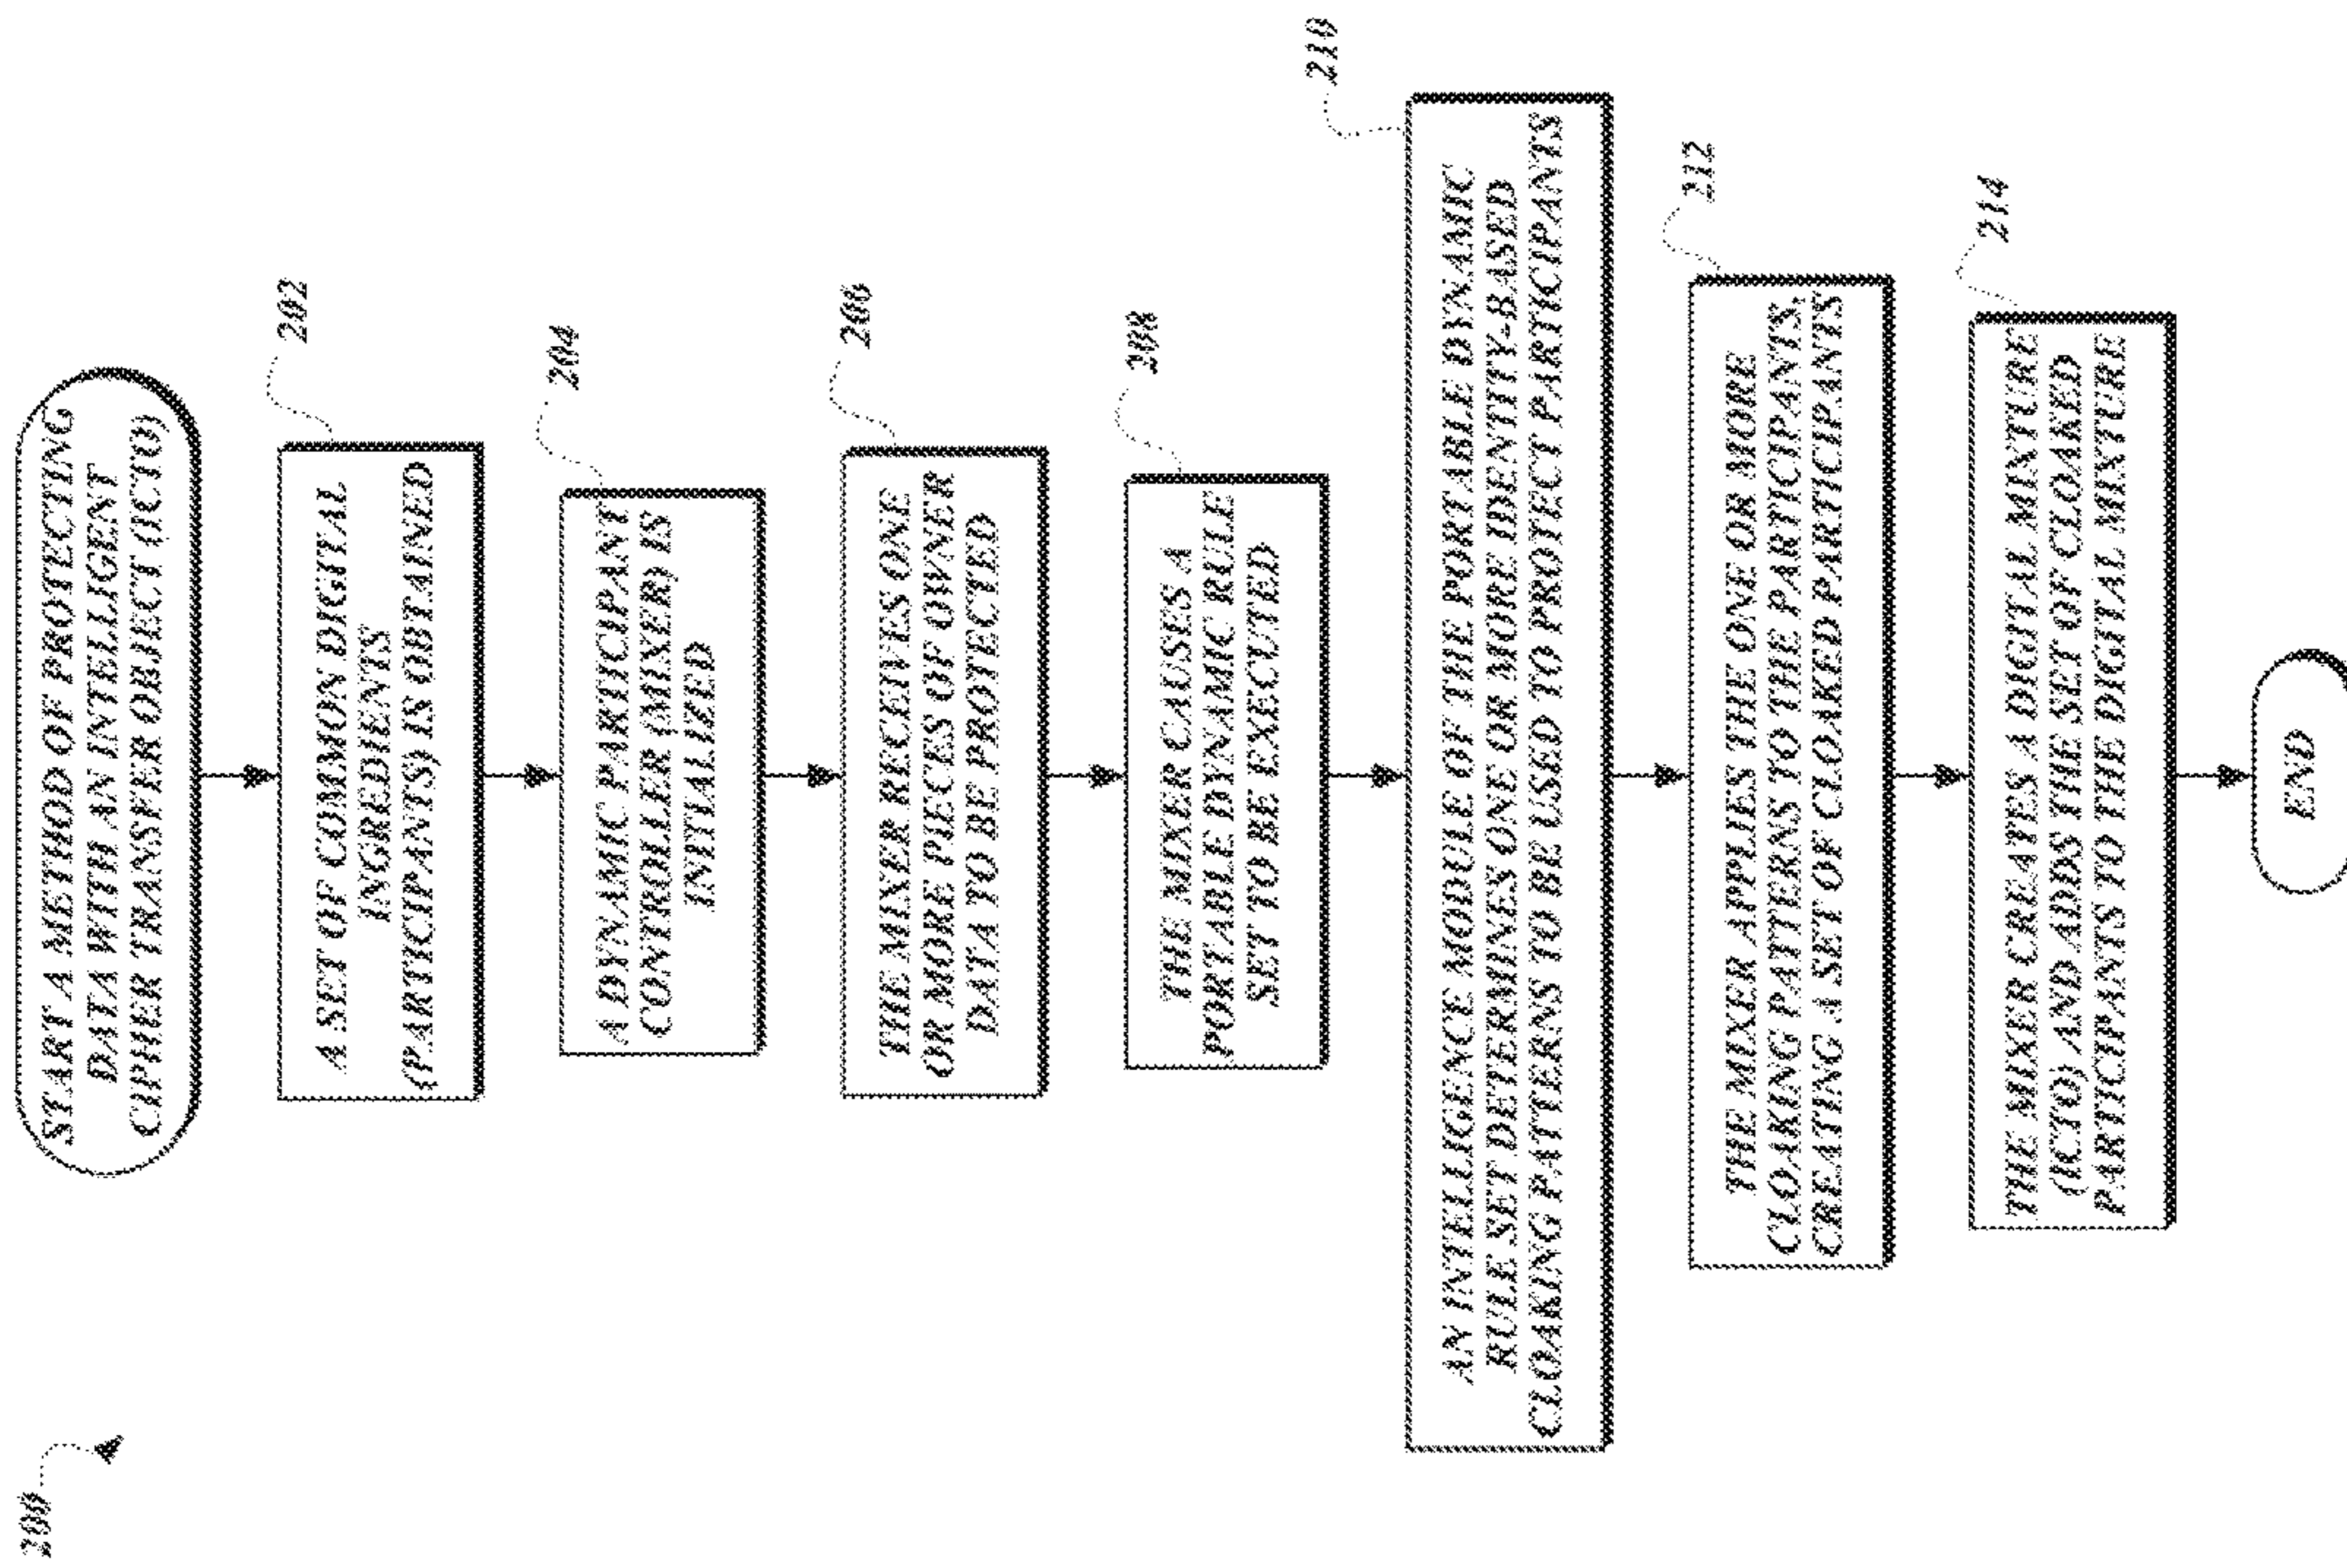 200
START A METHOD OF PROTECTING
DATA WITH AN INTELLIGENT
CIPHER TRANSFER OBJECT (ICTO)
202
A SET OF COMMON DIGITAL
INGREDIENTS
(PARTICIPANTS) IS OBTAINED
204
A DYNAMIC PARTICIPANT
CONTROLLER (MIXER) IS
INITIALIZED
206
THE MIXER RECEIVES ONE
OR MORE PIECES OF OWNER
DATA TO BE PROTECTED
208
THE MIXER CAUSES A
PORTABLE DYNAMIC RULE
SET TO BE EXECUTED
210
AN INTELLIGENCE MODULE OF THE PORTABLE DYNAMIC
RULE SET DETERMINES ONE OR MORE IDENTITY-BASED
CLOAKING PATTERNS TO BE USED TO PROTECT PARTICIPANTS
212
THE MIXER APPLIES THE ONE OR MORE
CLOAKING PATTERNS TO THE PARTICIPANTS,
CREATING A SET OF CLOAKED PARTICIPANTS
214
THE MIXER CREATES A DIGITAL MIXTURE
(ICTO) AND ADDS THE SET OF CLOAKED
PARTICIPANTS TO THE DIGITAL MIXTURE
END